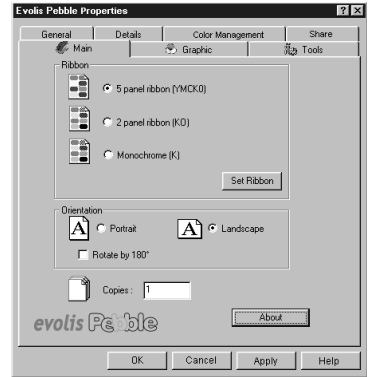 Evolis Pebble Properties
General Details Color Management Share
Main Graphic Tools
Ribbon
5 panel ribbon (YMCKO)
2 panel ribbon (KO)
Monochrome (K)
Set Ribbon
Orientation
A Portrait A Landscape
Rotate by 180°
Copies : 1
evolis Pebble
About
OK Cancel Apply Help